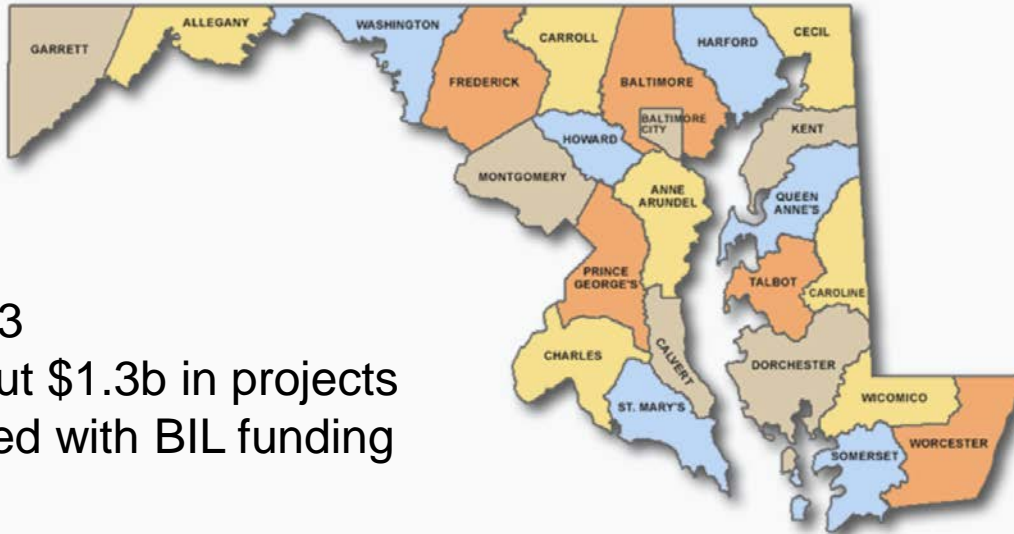 GARRETT
ALLEGANY
WASHINGTON
FREDERICK
CARROLL
BALTIMORE
BALTIMORE
CITY
HARFORD
CECIL
KENT
HOWARD
MONTGOMERY
ANNE
ARUNDEL
QUEEN
ANNE'S
PRINCE
GEORGE'S
TALBOT
CAROLINE
CHARLES
CALVERT
DORCHESTER
ST. MARY'S
WICOMICO
SOMERSET
WORCESTER
3
ut $1.3b in projects
ed with BIL funding